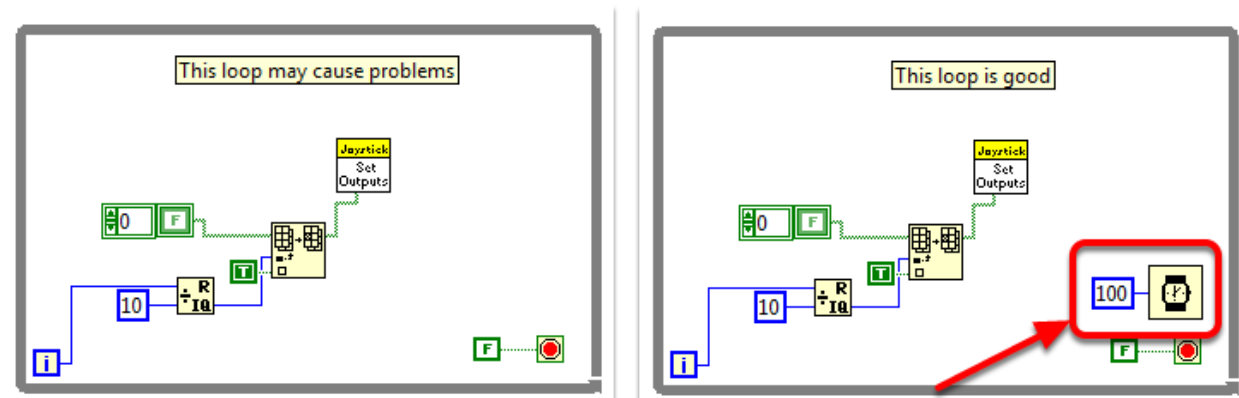 This loop may cause problems
Joystick
Set
Outputs
0 F
T
R
10 ÷ IQ
i
F
This loop is good
Joystick
Set
Outputs
0 F
T
R
10 ÷ IQ
100
i
F